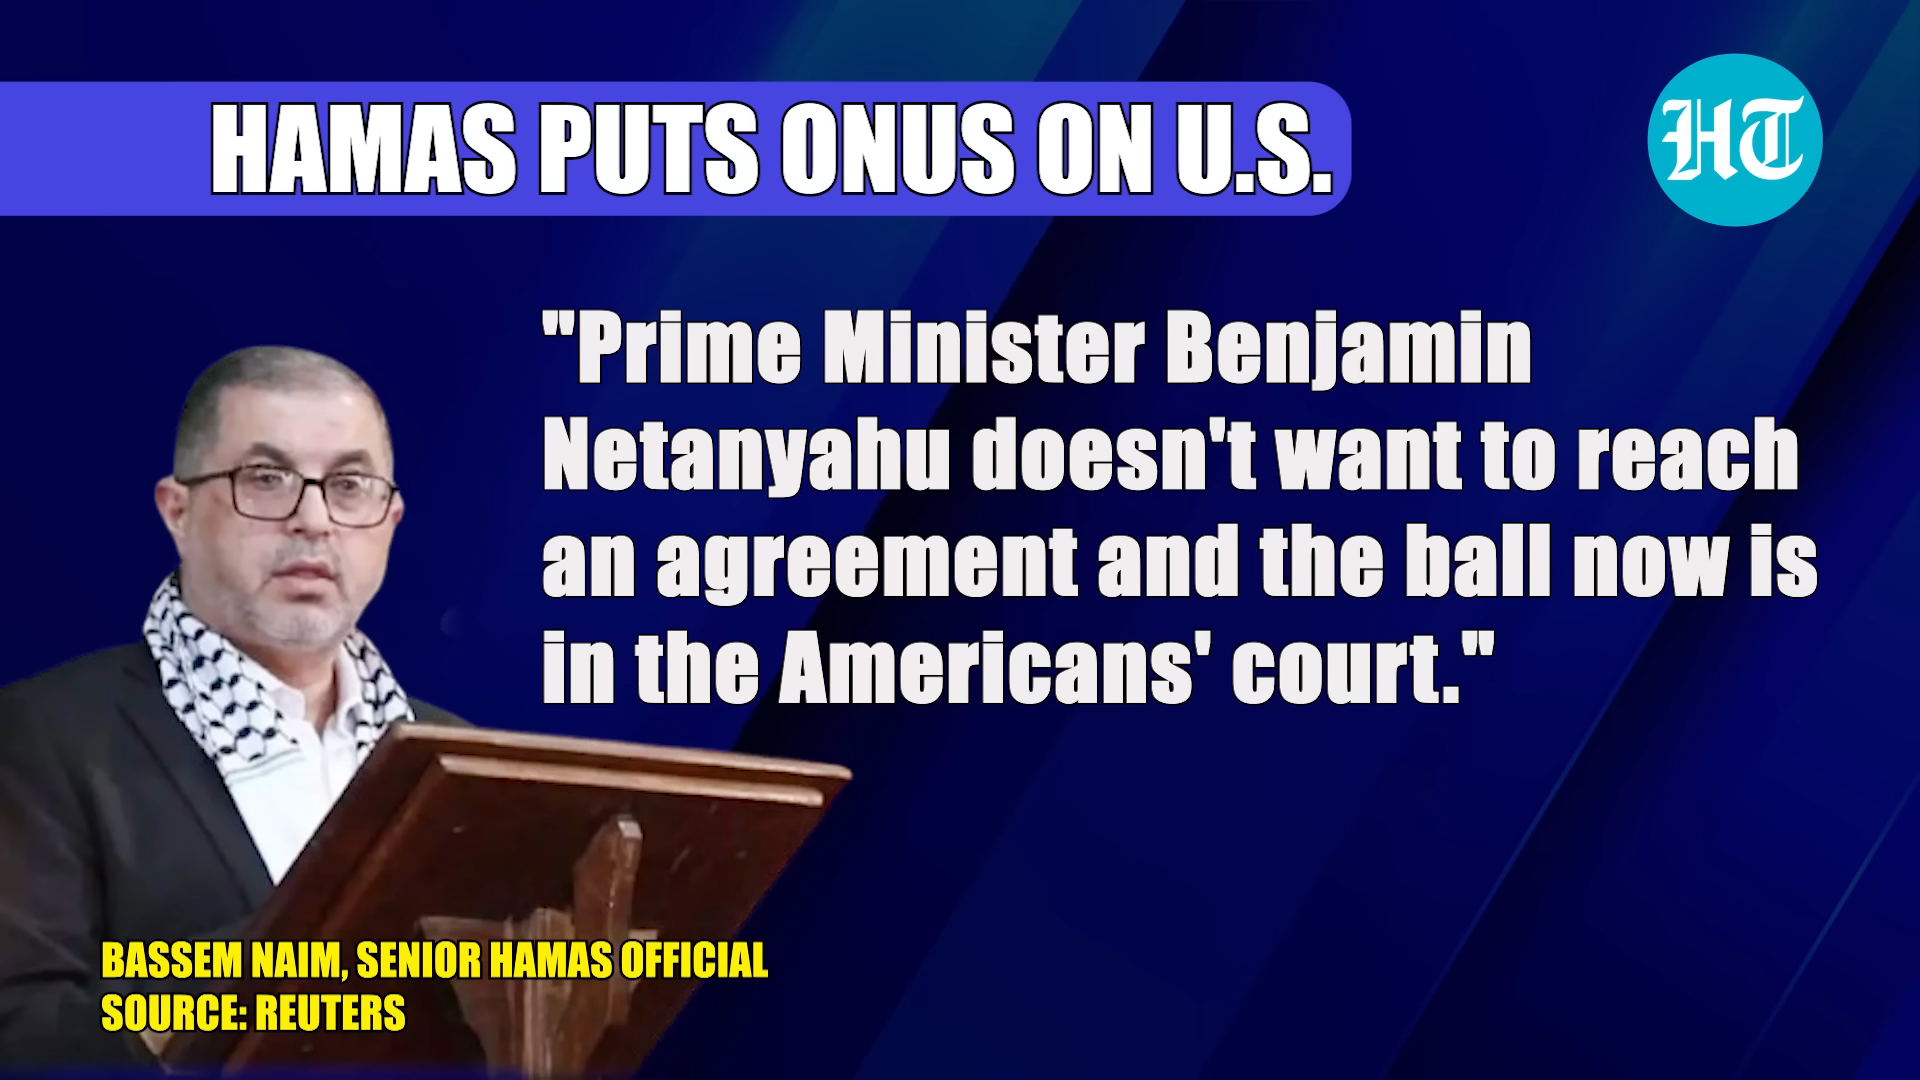 HAMAS PUTS ONUS ON U.S.
HT
"Prime Minister Benjamin
Netanyahu doesn't want to reach
an agreement and the ball now is
in the Americans' court."
BASSEM NAIM, SENIOR HAMAS OFFICIAL
SOURCE: REUTERS